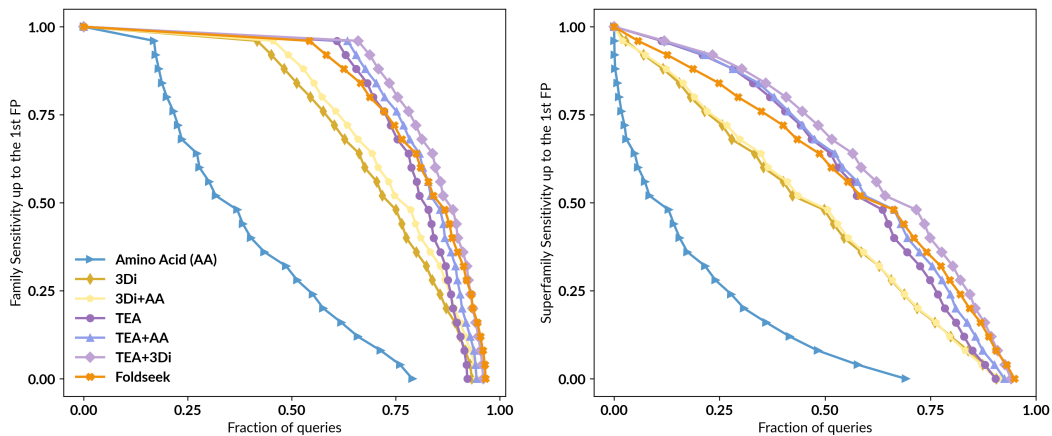 Family Sensitivity up to the 1st FP
1.00
0.75
0.50
0.25
0.00
Amino Acid (AA)
3Di
3Di+AA
TEA
TEA+AA
TEA+3Di
Foldseek
0.00 0.25 0.50 0.75 1.00
Fraction of queries
Superfamily Sensitivity up to the 1st FP
1.00
0.75
0.50
0.25
0.00
0.00 0.25 0.50 0.75 1.00
Fraction of queries